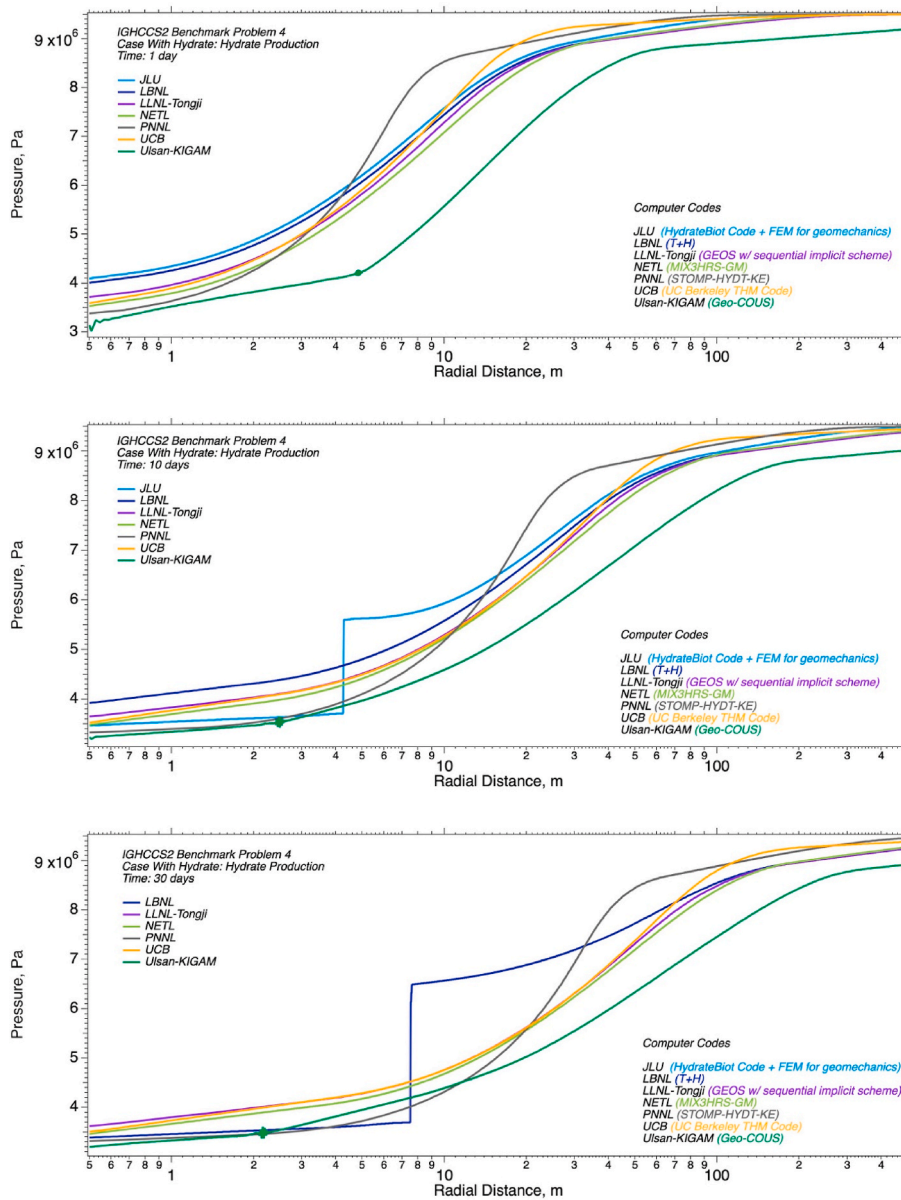 IGHCCS2 Benchmark Problem 4
Case With Hydrate: Hydrate Production
Time: 1 day
JLU
LBNL
LLNL-Tongji
NETL
PNNL
UCB
Ulsan-KIGAM
Computer Codes
JLU (HydrateBiot Code + FEM for geomechanics)
LBNL (T+H)
LLNL-Tongji (GEOS w/ sequential implicit scheme)
NETL (MIX3HRS-GM)
PNNL (STOMP-HYDT-KE)
UCB (UC Berkeley THM Code)
Ulsan-KIGAM (Geo-COUS)
Pressure, Pa
9 x10⁶
8
7
6
5
4
3
5 6 7 8 9 1 2 3 4 5 6 7 8 9 10 2 3 4 5 6 7 8 9 100 2 3 4
Radial Distance, m
IGHCCS2 Benchmark Problem 4
Case With Hydrate: Hydrate Production
Time: 10 days
JLU
LBNL
LLNL-Tongji
NETL
PNNL
UCB
Ulsan-KIGAM
Computer Codes
JLU (HydrateBiot Code + FEM for geomechanics)
LBNL (T+H)
LLNL-Tongji (GEOS w/ sequential implicit scheme)
NETL (MIX3HRS-GM)
PNNL (STOMP-HYDT-KE)
UCB (UC Berkeley THM Code)
Ulsan-KIGAM (Geo-COUS)
Pressure, Pa
9 x10⁶
8
7
6
5
4
5 6 7 8 9 1 2 3 4 5 6 7 8 9 10 2 3 4 5 6 7 8 9 100 2 3 4
Radial Distance, m
IGHCCS2 Benchmark Problem 4
Case With Hydrate: Hydrate Production
Time: 30 days
LBNL
LLNL-Tongji
NETL
PNNL
UCB
Ulsan-KIGAM
Computer Codes
JLU (HydrateBiot Code + FEM for geomechanics)
LBNL (T+H)
LLNL-Tongji (GEOS w/ sequential implicit scheme)
NETL (MIX3HRS-GM)
PNNL (STOMP-HYDT-KE)
UCB (UC Berkeley THM Code)
Ulsan-KIGAM (Geo-COUS)
Pressure, Pa
9 x10⁶
8
7
6
5
4
5 6 7 8 9 1 2 3 4 5 6 7 8 9 10 2 3 4 5 6 7 8 9 100 2 3 4
Radial Distance, m